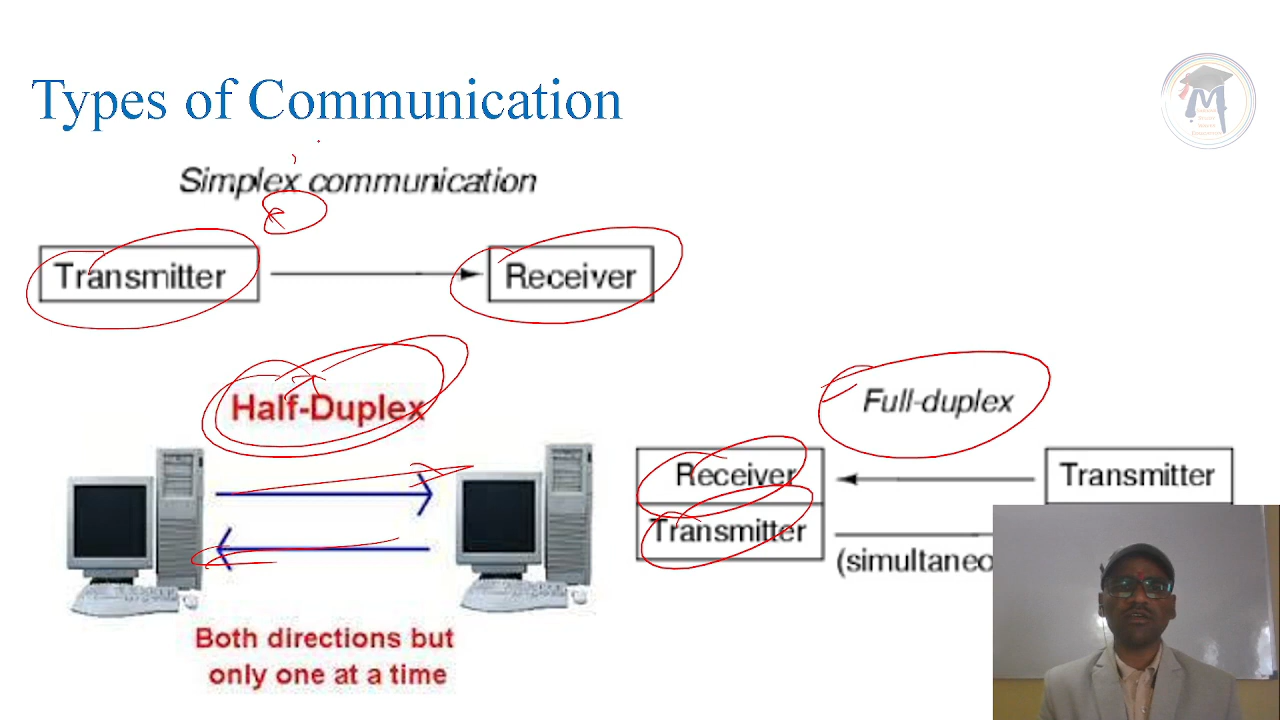 Types of Communication
Simplex communication
Transmitter
Receiver
Half-Duplex
Both directions but
only one at a time
Full-duplex
Receiver
Transmitter
Transmitter
(simultaneo